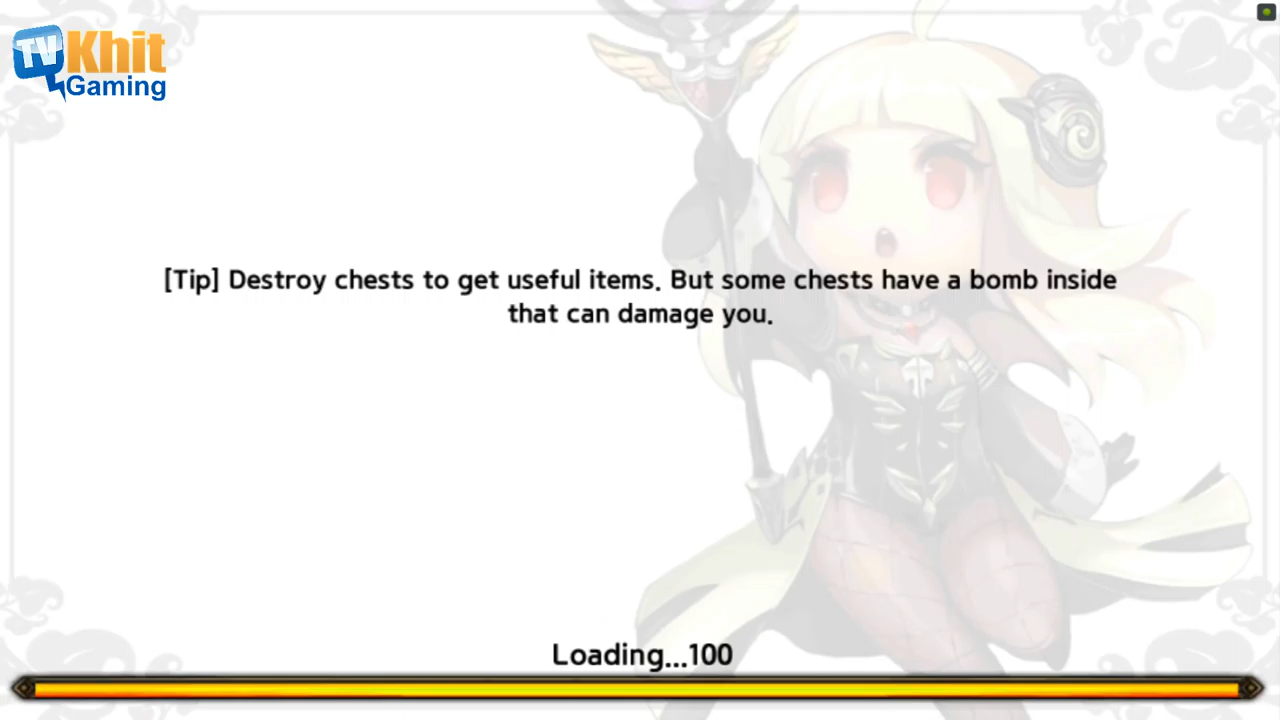 TV Khit
Gaming
[Tip] Destroy chests to get useful items. But some chests have a bomb inside
that can damage you.
Loading...100